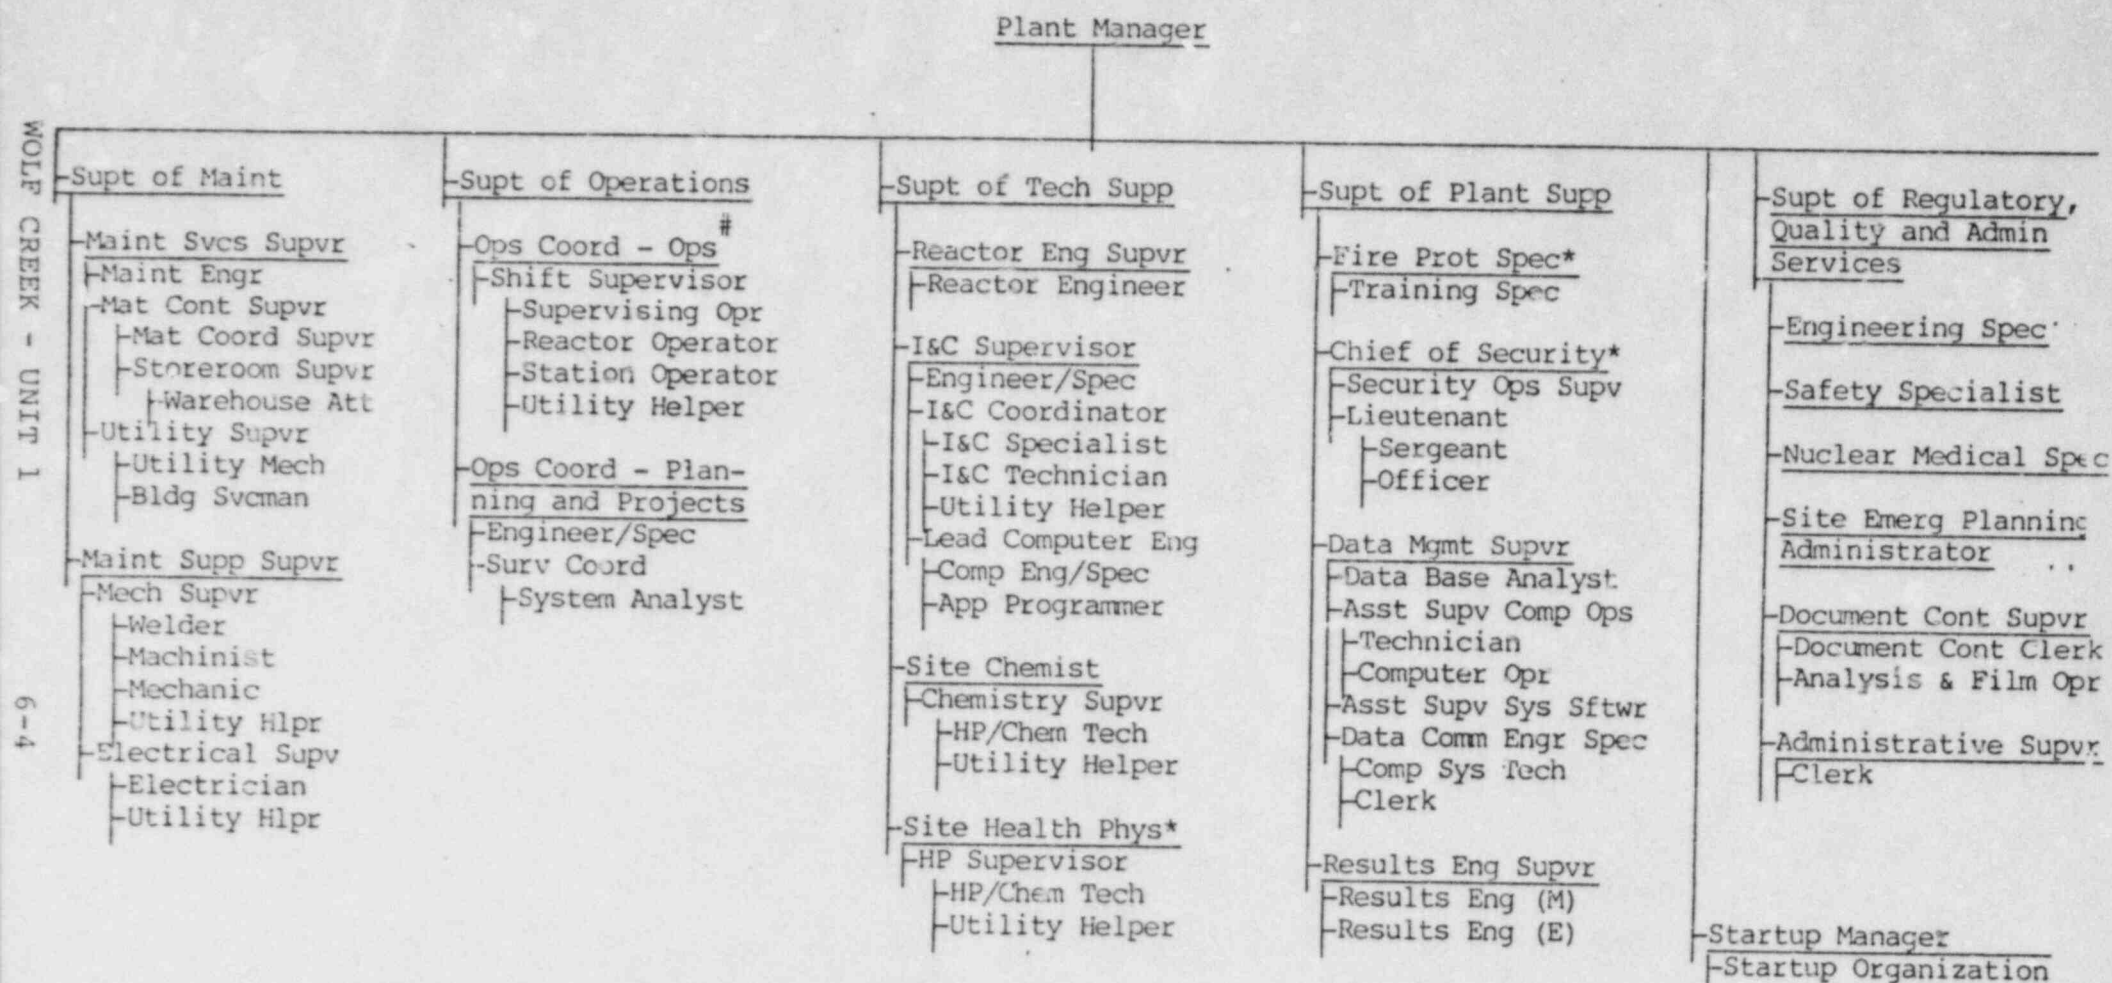 Plant Manager
WOLF CREEK - UNIT 1
6-4
Supt of Maint
Maint Svcs Supvr
Maint Engr
Mat Cont Supvr
Mat Coord Supvr
Storeroom Supvr
Warehouse Att
Utility Supvr
Utility Mech
Bldg Svcman
Maint Supp Supvr
Mech Supvr
Welder
Machinist
Mechanic
Utility Hlpr
Electrical Supv
Electrician
Utility Hlpr
Supt of Operations
Ops Coord - Ops #
Shift Supervisor
Supervising Opr
Reactor Operator
Station Operator
Utility Helper
Ops Coord - Plan-
ning and Projects
Engineer/Spec
Surv Coord
System Analyst
Supt of Tech Supp
Reactor Eng Supvr
Reactor Engineer
I&C Supervisor
Engineer/Spec
I&C Coordinator
I&C Specialist
I&C Technician
Utility Helper
Lead Computer Eng
Comp Eng/Spec
App Programmer
Site Chemist
Chemistry Supvr
HP/Chem Tech
Utility Helper
Site Health Phys*
HP Supervisor
HP/Chem Tech
Utility Helper
Supt of Plant Supp
Fire Prot Spec*
Training Spec
Chief of Security*
Security Ops Supv
Lieutenant
Sergeant
Officer
Data Mgmt Supvr
Data Base Analyst
Asst Supv Comp Ops
Technician
Computer Opr
Asst Supv Sys Sftwr
Data Comm Engr Spec
Comp Sys Tech
Clerk
Results Eng Supvr
Results Eng (M)
Results Eng (E)
Supt of Regulatory,
Quality and Admin
Services
Engineering Spec
Safety Specialist
Nuclear Medical Spec
Site Emerg Planning
Administrator
Document Cont Supvr
Document Cont Clerk
Analysis & Film Opr
Administrative Supvr
Clerk
Startup Manager
Startup Organization